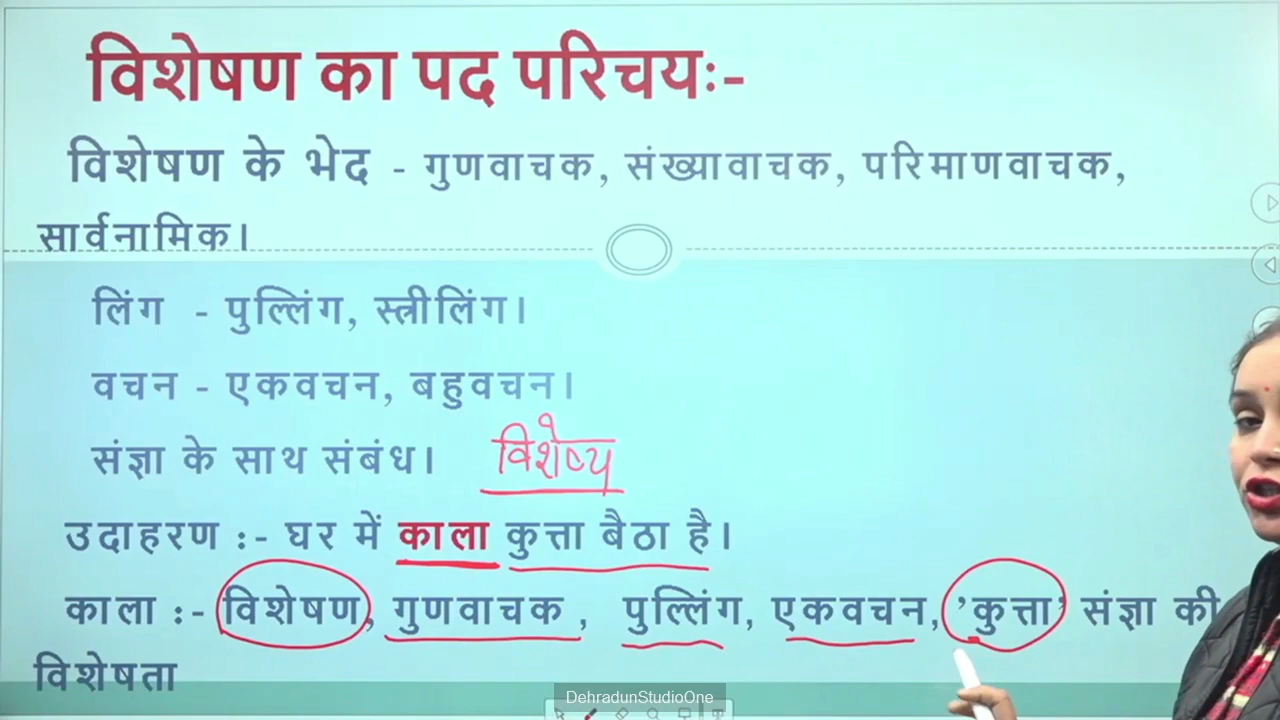 विशेषण का पद परिचयः-
विशेषण के भेद - गुणवाचक, संख्यावाचक, परिमाणवाचक,
सार्वनामिक।
लिंग - पुल्लिंग, स्त्रीलिंग।
वचन - एकवचन, बहुवचन।
संज्ञा के साथ संबंध। विशेष्य
उदाहरण :- घर में काला कुत्ता बैठा है।
काला :- विशेषण, गुणवाचक, पुल्लिंग, एकवचन, 'कुत्ता' संज्ञा की
विशेषता
DehradunStudioOne